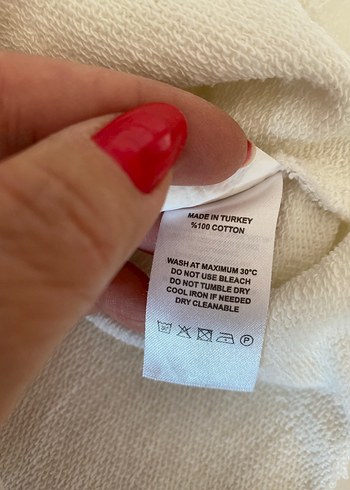 MADE IN TURKEY
%100 COTTON
WASH AT MAXIMUM 30°C
DO NOT USE BLEACH
DO NOT TUMBLE DRY
COOL IRON IF NEEDED
DRY CLEANABLE
P